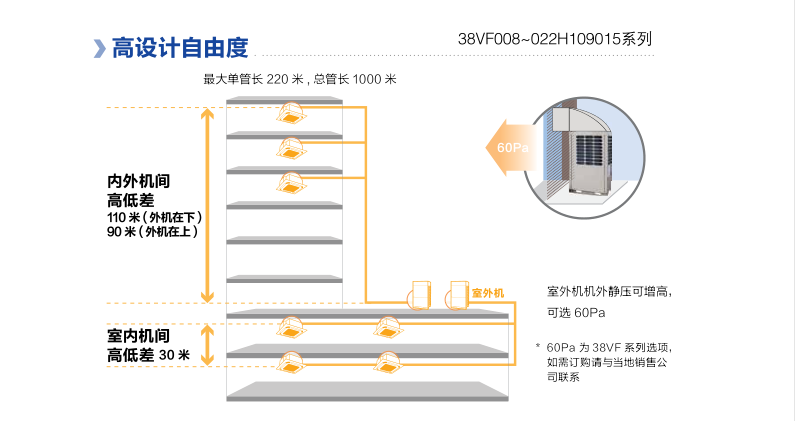 高设计自由度
38VF008~022H109015系列
最大单管长 220 米 , 总管长 1000 米
60Pa
内外机间
高低差
110 米（外机在下）
90 米（外机在上）
室外机
室外机机外静压可增高,
可选 60Pa
室内机间
高低差 30 米
* 60Pa 为 38VF 系列选项,
如需订购请与当地销售公
司联系